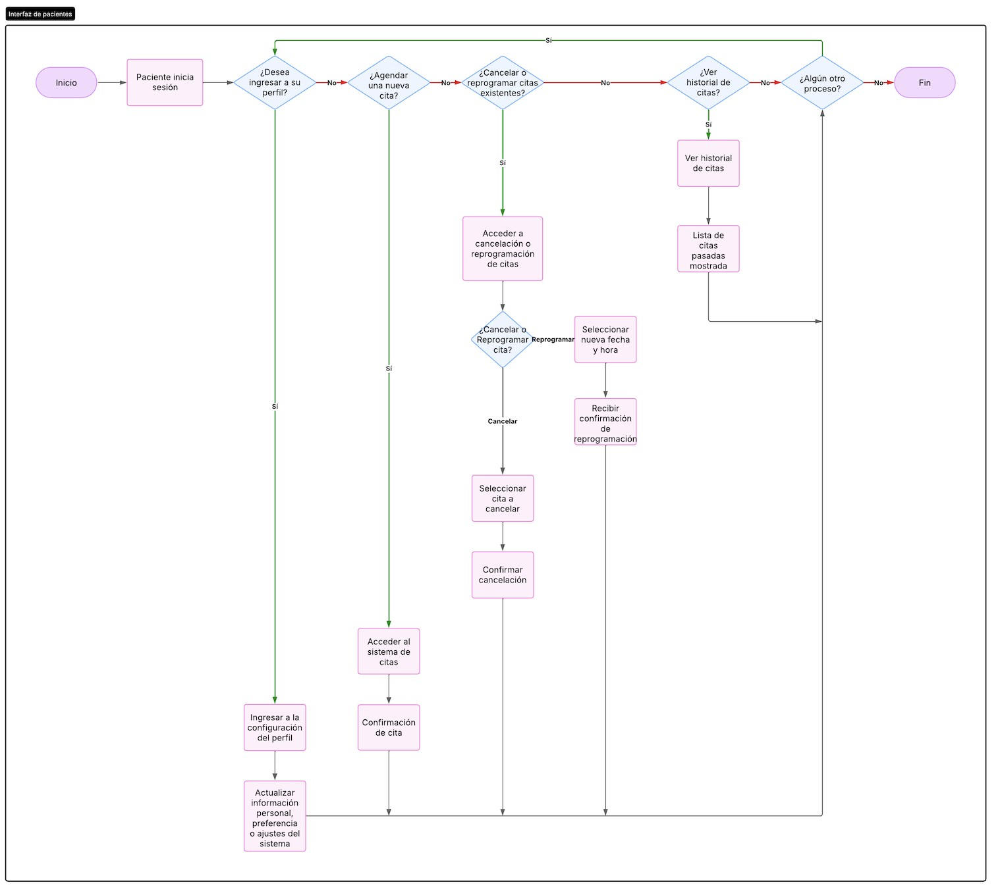 Interfaz de pacientes
Sí
Inicio
Paciente inicia
sesión
¿Desea
ingresar a su
perfil?
No
¿Agendar
una nueva
cita?
No
¿Cancelar o
reprogramar citas
existentes?
No
¿Ver
historial de
citas?
No
¿Algún otro
proceso?
No
Fin
Sí
Sí
Ver historial
de citas
Acceder a
cancelación o
reprogramación
de citas
Lista de
citas
pasadas
mostrada
¿Cancelar o
Reprogramar
cita?
Reprogramar
Seleccionar
nueva fecha
y hora
Sí
Sí
Cancelar
Recibir
confirmación
de
reprogramación
Seleccionar
cita a
cancelar
Confirmar
cancelación
Acceder al
sistema de
citas
Ingresar a la
configuración
del perfil
Confirmación
de cita
Actualizar
información
personal,
preferencia
o ajustes del
sistema